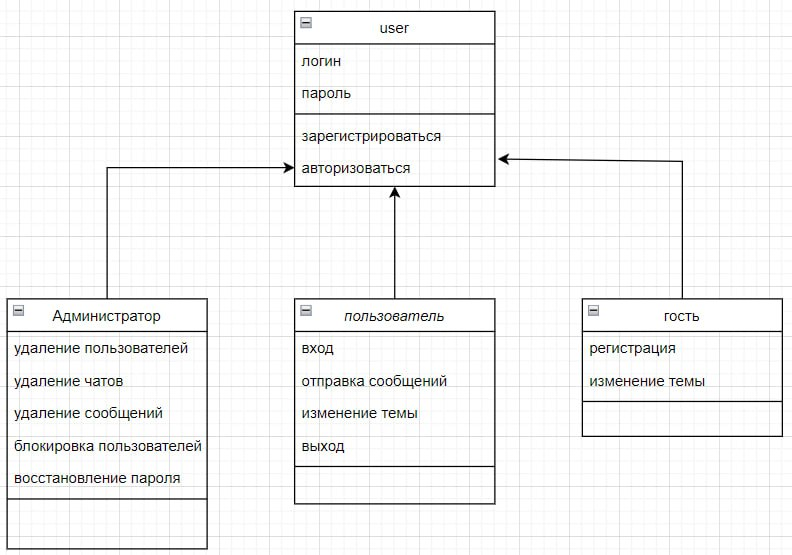 user
логин
пароль
зарегистрироваться
авторизоваться
Администратор
удаление пользователей
удаление чатов
удаление сообщений
блокировка пользователей
восстановление пароля
пользователь
вход
отправка сообщений
изменение темы
выход
гость
регистрация
изменение темы